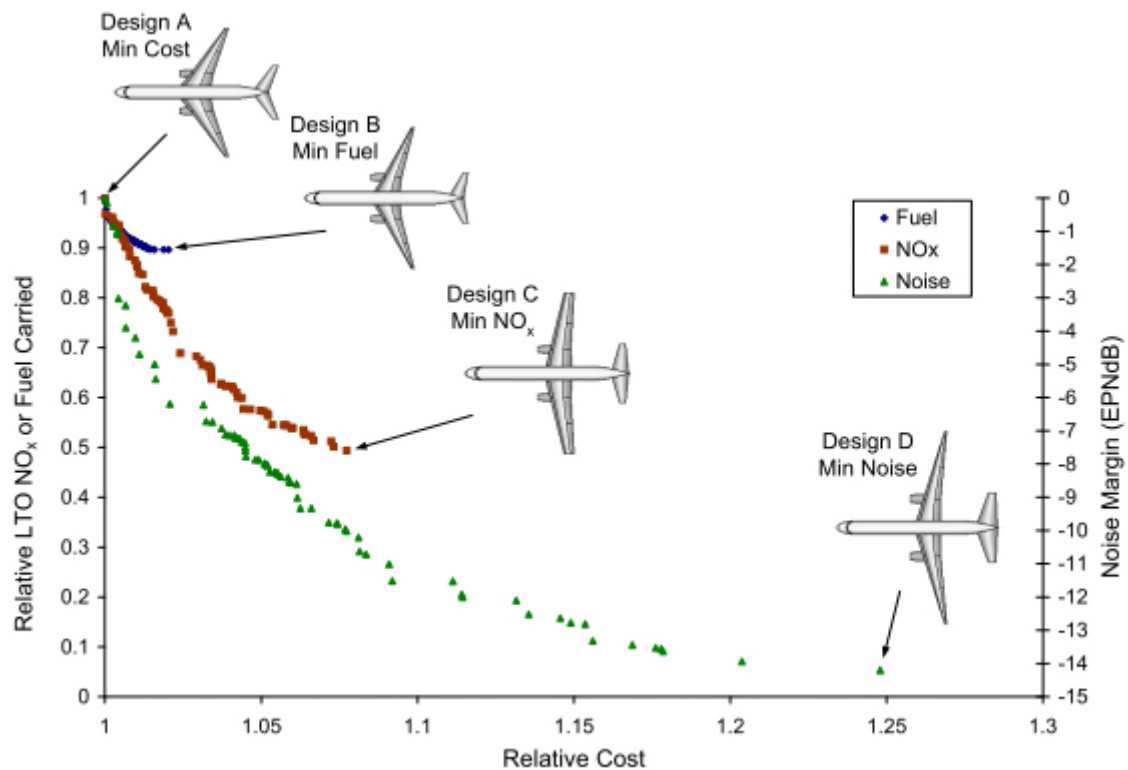 Design A
Min Cost
Design B
Min Fuel
Design C
Min NOx
Design D
Min Noise
Fuel
NOx
Noise
Relative LTO NOx or Fuel Carried
1
0.9
0.8
0.7
0.6
0.5
0.4
0.3
0.2
0.1
0
Noise Margin (EPNdB)
0
-1
-2
-3
-4
-5
-6
-7
-8
-9
-10
-11
-12
-13
-14
-15
1
1.05
1.1
1.15
1.2
1.25
1.3
Relative Cost